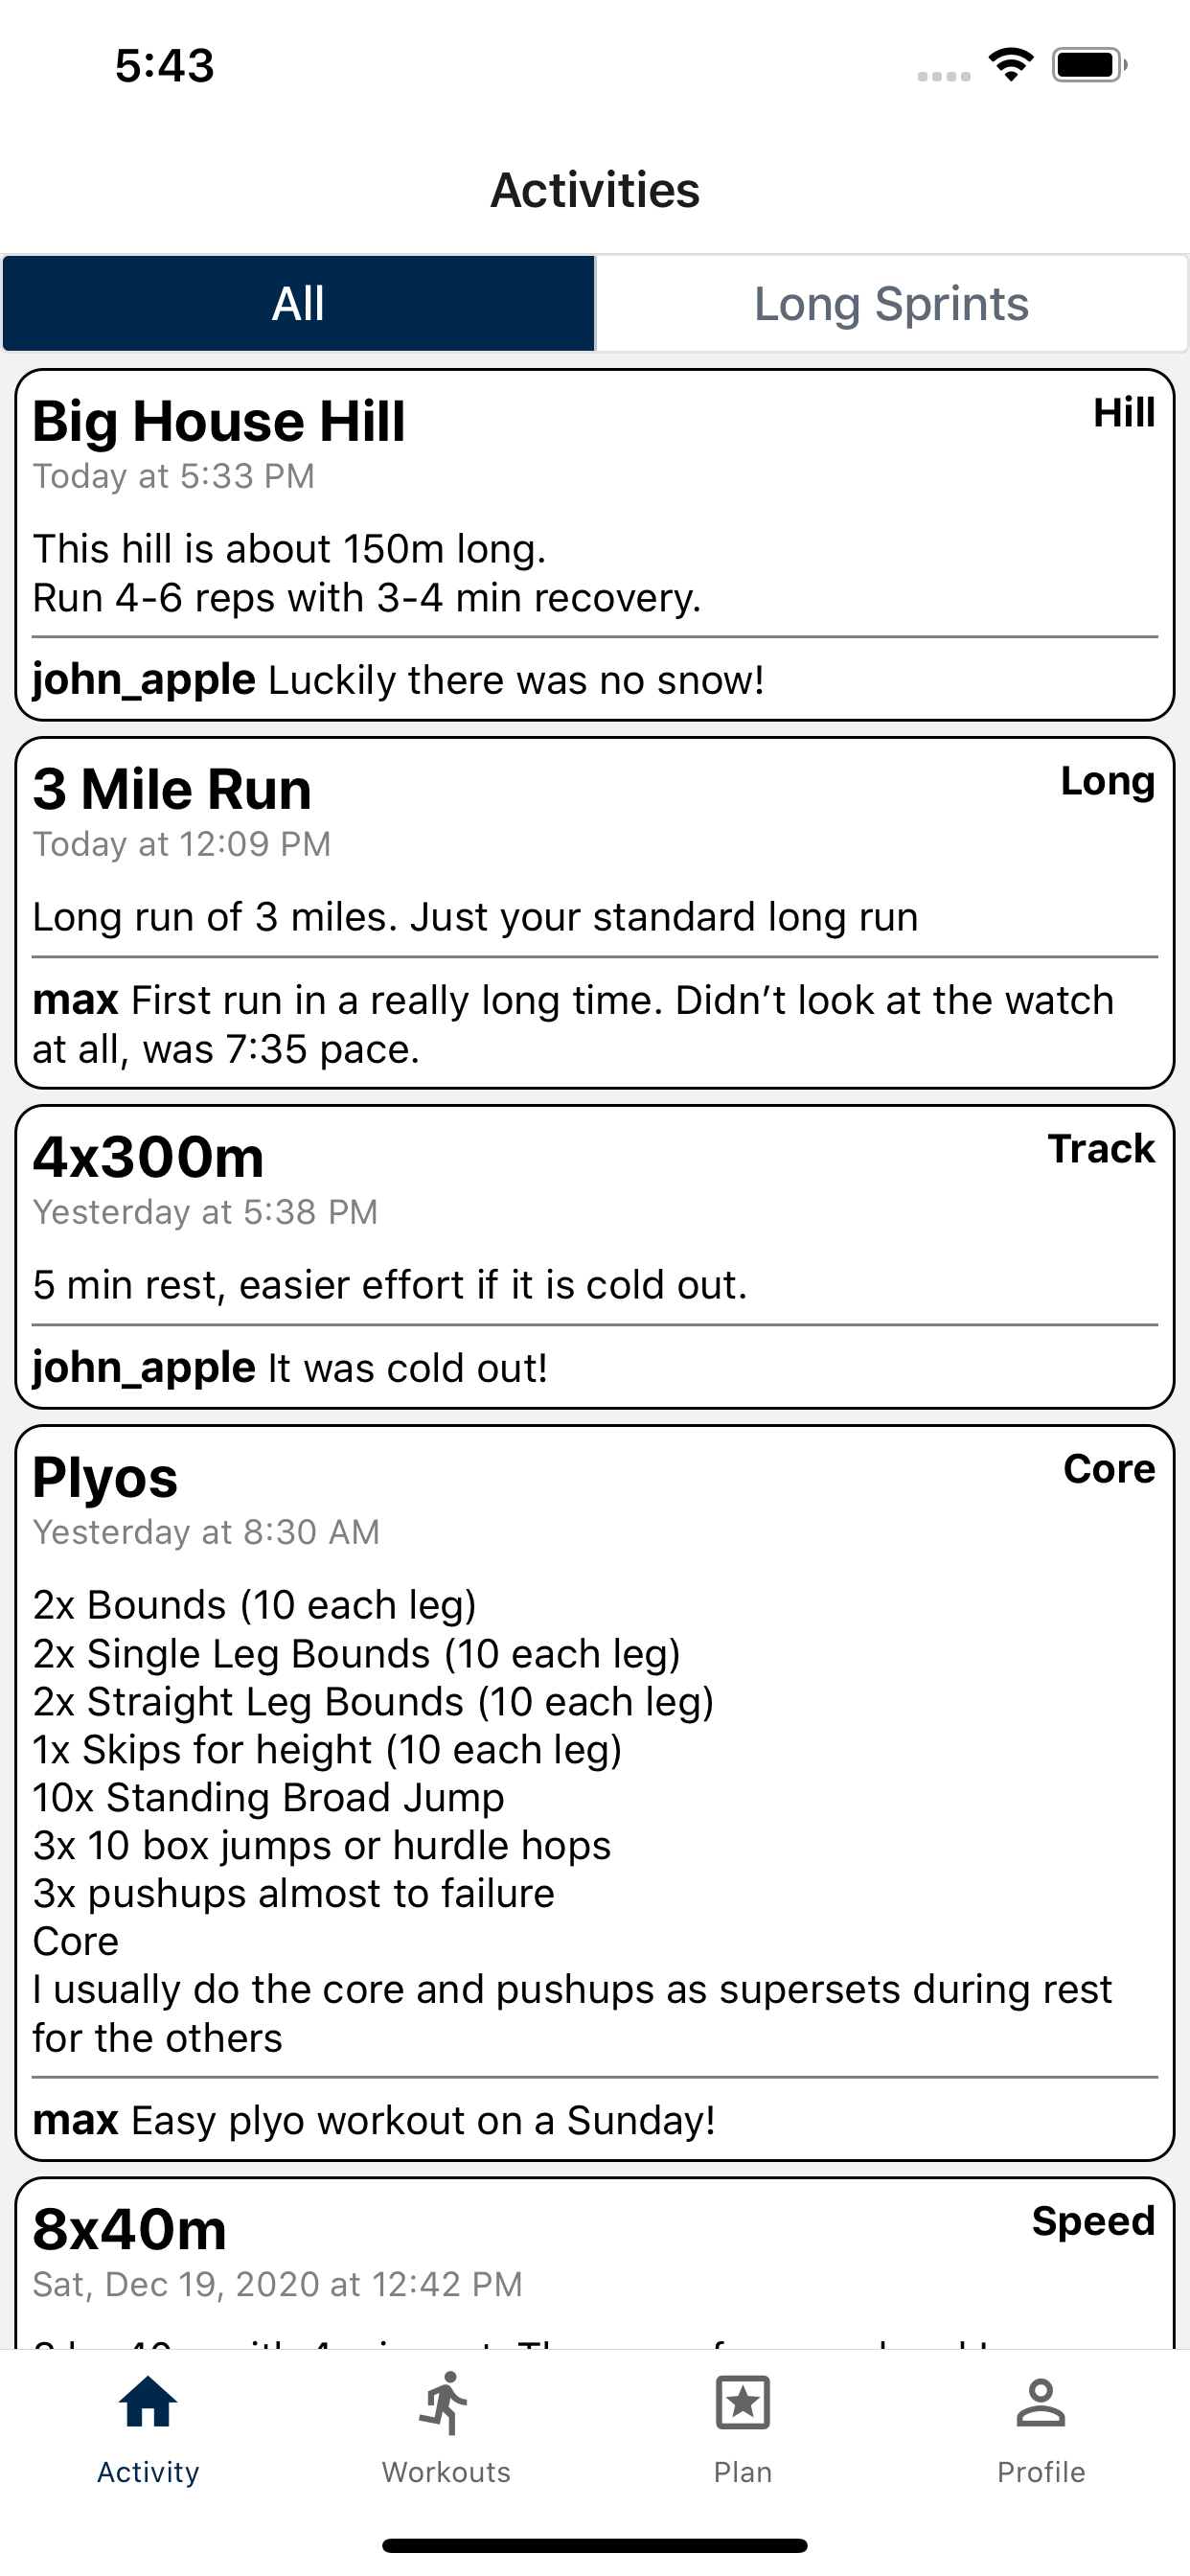 5:43
Activities
All
Long Sprints
Big House Hill
Hill
Today at 5:33 PM
This hill is about 150m long.
Run 4-6 reps with 3-4 min recovery.
john_apple Luckily there was no snow!
3 Mile Run
Long
Today at 12:09 PM
Long run of 3 miles. Just your standard long run
max First run in a really long time. Didn’t look at the watch
at all, was 7:35 pace.
4x300m
Track
Yesterday at 5:38 PM
5 min rest, easier effort if it is cold out.
john_apple It was cold out!
Plyos
Core
Yesterday at 8:30 AM
2x Bounds (10 each leg)
2x Single Leg Bounds (10 each leg)
2x Straight Leg Bounds (10 each leg)
1x Skips for height (10 each leg)
10x Standing Broad Jump
3x 10 box jumps or hurdle hops
3x pushups almost to failure
Core
I usually do the core and pushups as supersets during rest
for the others
max Easy plyo workout on a Sunday!
8x40m
Speed
Sat, Dec 19, 2020 at 12:42 PM
Activity
Workouts
Plan
Profile